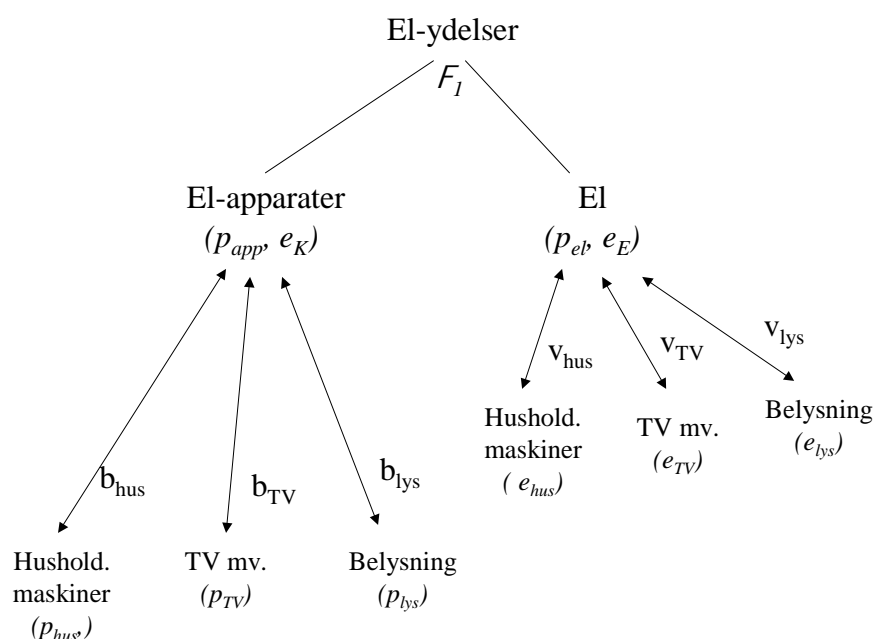 El-ydelser
F1
El-apparater
(papp, eK)
El
(pel, eE)
vhus
vTV
vlys
Hushold.
maskiner
( ehus)
TV mv.
(eTV)
Belysning
(elys)
bhus
bTV
blys
Hushold.
maskiner
(phus,)
TV mv.
(pTV)
Belysning
(plys)